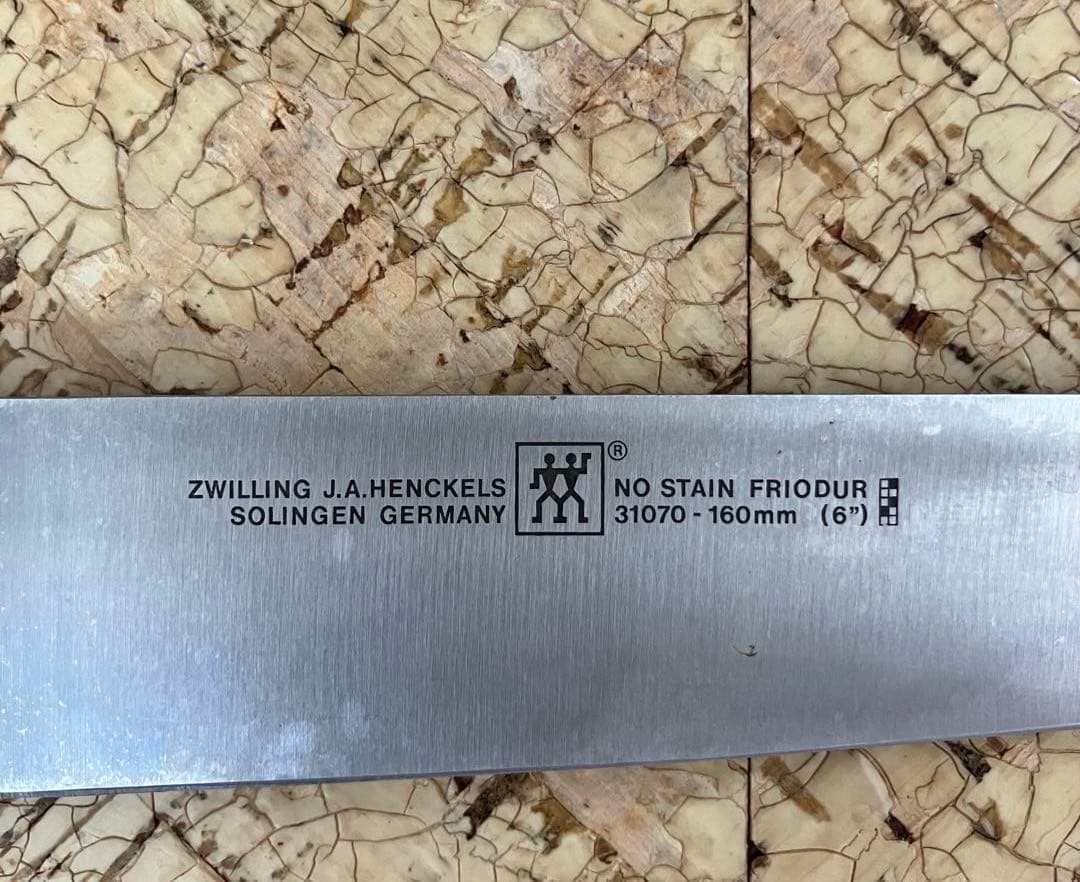 ZWILLING J.A.HENCKELS
SOLINGEN GERMANY
®
NO STAIN FRIODUR
31070 - 160mm (6")